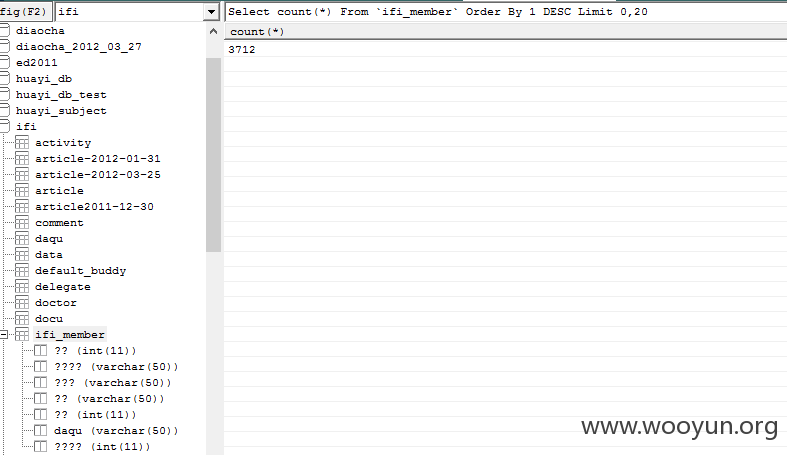 fig(F2) ifi Select count(*) From `ifi_member` Order By 1 DESC Limit 0,20
count(*)
3712
diaocha
diaocha_2012_03_27
ed2011
huayi_db
huayi_db_test
huayi_subject
ifi
activity
article-2012-01-31
article-2012-03-25
article
article2011-12-30
comment
daqu
data
default_buddy
delegate
doctor
docu
ifi_member
?? (int(11))
???? (varchar(50))
??? (varchar(50))
?? (varchar(50))
?? (int(11))
daqu (varchar(50))
???? (int(11))
www.wooyun.org